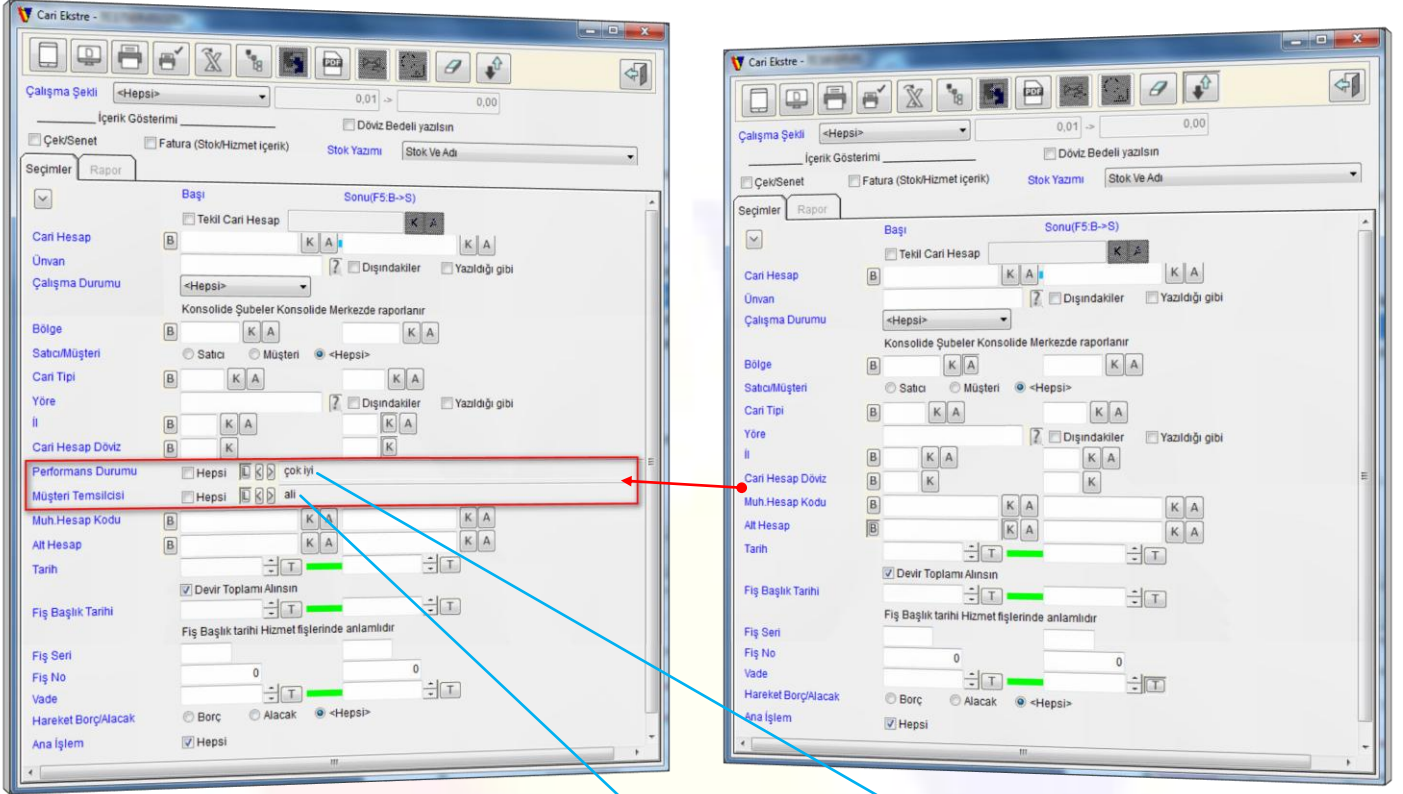 Cari Ekstre -
Çalışma Şekli <Hepsi> 0,01 -> 0,00
İçerik Gösterimi Döviz Bedeli yazılsın
Çek/Senet Fatura (Stok/Hizmet içerik) Stok Yazımı Stok Ve Adı
Seçimler Rapor
Başı Sonu(F5:B->S)
Tekil Cari Hesap K A
Cari Hesap B K A K A
Ünvan ? Dışındakiler Yazıldığı gibi
Çalışma Durumu <Hepsi>
Konsolide Şubeler Konsolide Merkezde raporlanır
Bölge B K A K A
Satıcı/Müşteri Satıcı Müşteri <Hepsi>
Cari Tipi B K A K A
Yöre ? Dışındakiler Yazıldığı gibi
İl B K A K A
Cari Hesap Döviz B K K
Performans Durumu Hepsi L < > çok iyi
Müşteri Temsilcisi Hepsi L < > ali
Muh.Hesap Kodu B K A K A
Alt Hesap B K A K A
Tarih T T
Devir Toplamı Alınsın
Fiş Başlık Tarihi T T
Fiş Başlık tarihi Hizmet fişlerinde anlamlıdır
Fiş Seri
Fiş No 0 0
Vade T T
Hareket Borç/Alacak Borç Alacak <Hepsi>
Ana İşlem Hepsi
Cari Ekstre -
Çalışma Şekli <Hepsi> 0,01 -> 0,00
İçerik Gösterimi Döviz Bedeli yazılsın
Çek/Senet Fatura (Stok/Hizmet içerik) Stok Yazımı Stok Ve Adı
Seçimler Rapor
Başı Sonu(F5:B->S)
Tekil Cari Hesap K A
Cari Hesap B K A K A
Ünvan ? Dışındakiler Yazıldığı gibi
Çalışma Durumu <Hepsi>
Konsolide Şubeler Konsolide Merkezde raporlanır
Bölge B K A K A
Satıcı/Müşteri Satıcı Müşteri <Hepsi>
Cari Tipi B K A K A
Yöre ? Dışındakiler Yazıldığı gibi
İl B K A K A
Cari Hesap Döviz B K K
Muh.Hesap Kodu K A K A
Alt Hesap B K A K A
Tarih T T
Devir Toplamı Alınsın
Fiş Başlık Tarihi T T
Fiş Başlık tarihi Hizmet fişlerinde anlamlıdır
Fiş Seri
Fiş No 0 0
Vade T T
Hareket Borç/Alacak Borç Alacak <Hepsi>
Ana İşlem Hepsi